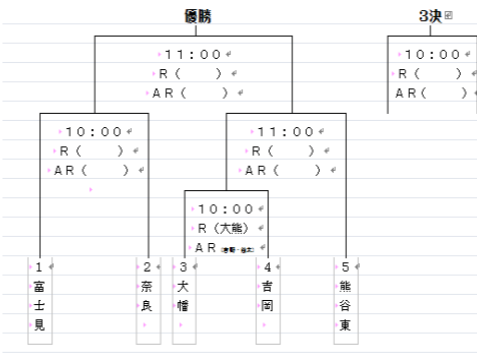 優勝
3決
11:00
R(　　)
AR(　　)
10:00
R(　　)
AR(　　)
10:00
R(　　)
AR(　　)
11:00
R(　　)
AR(　　)
10:00
R(大熊)
AR
1 富士見
2 奈良
3 大幡
4 吉岡
5 熊谷東